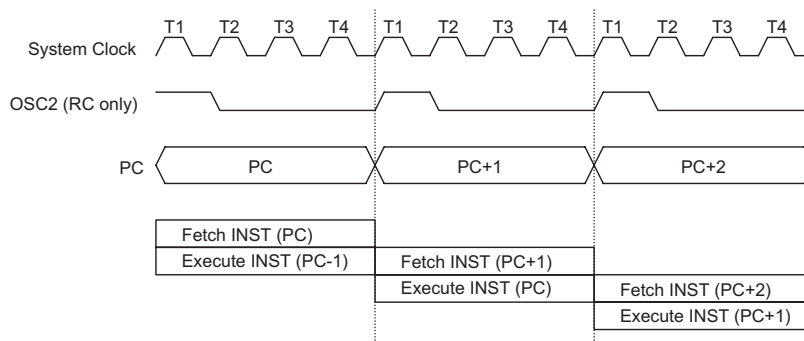 T1 T2 T3 T4 T1 T2 T3 T4 T1 T2 T3 T4
System Clock
OSC2 (RC only)
PC PC PC+1 PC+2
Fetch INST (PC)
Execute INST (PC-1) Fetch INST (PC+1)
Execute INST (PC) Fetch INST (PC+2)
Execute INST (PC+1)